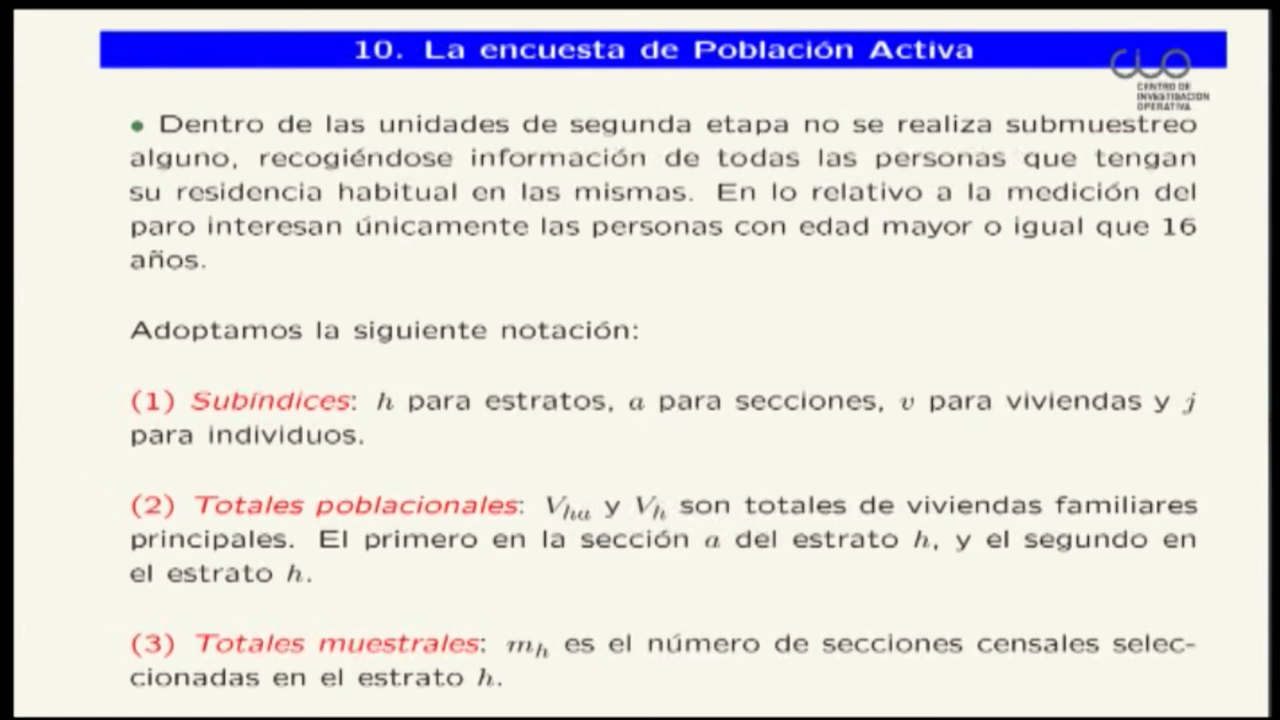 10. La encuesta de Población Activa
CIO
CENTRO DE
INVESTIGACION
OPERATIVA
• Dentro de las unidades de segunda etapa no se realiza submuestreo
alguno, recogiéndose información de todas las personas que tengan
su residencia habitual en las mismas. En lo relativo a la medición del
paro interesan únicamente las personas con edad mayor o igual que 16
años.
Adoptamos la siguiente notación:
(1) Subíndices: h para estratos, a para secciones, v para viviendas y j
para individuos.
(2) Totales poblacionales: V_{ha} y V_h son totales de viviendas familiares
principales. El primero en la sección a del estrato h, y el segundo en
el estrato h.
(3) Totales muestrales: m_h es el número de secciones censales selec-
cionadas en el estrato h.